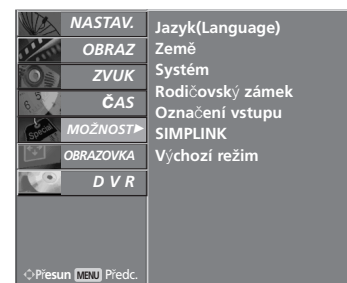 NASTAV.
OBRAZ
ZVUK
ČAS
MOŽNOST
OBRAZOVKA
D V R
Jazyk(Language)
Země
Systém
Rodičovský zámek
Označení vstupu
SIMPLINK
Výchozí režim
Přesun MENU Předc.